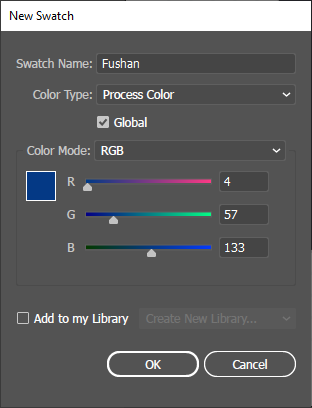 New Swatch
Swatch Name: Fushan
Color Type: Process Color
Global
Color Mode: RGB
R 4
G 57
B 133
Add to my Library Create New Library...
OK Cancel